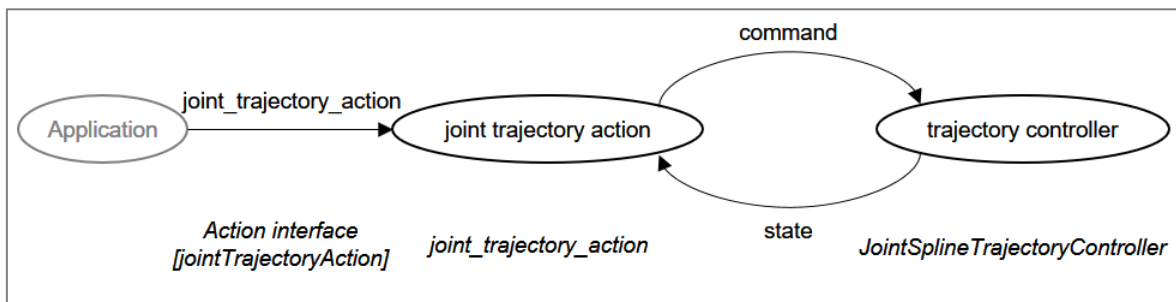 command
joint_trajectory_action
Application
joint trajectory action
trajectory controller
state
Action interface
[jointTrajectoryAction]
joint_trajectory_action
JointSplineTrajectoryController